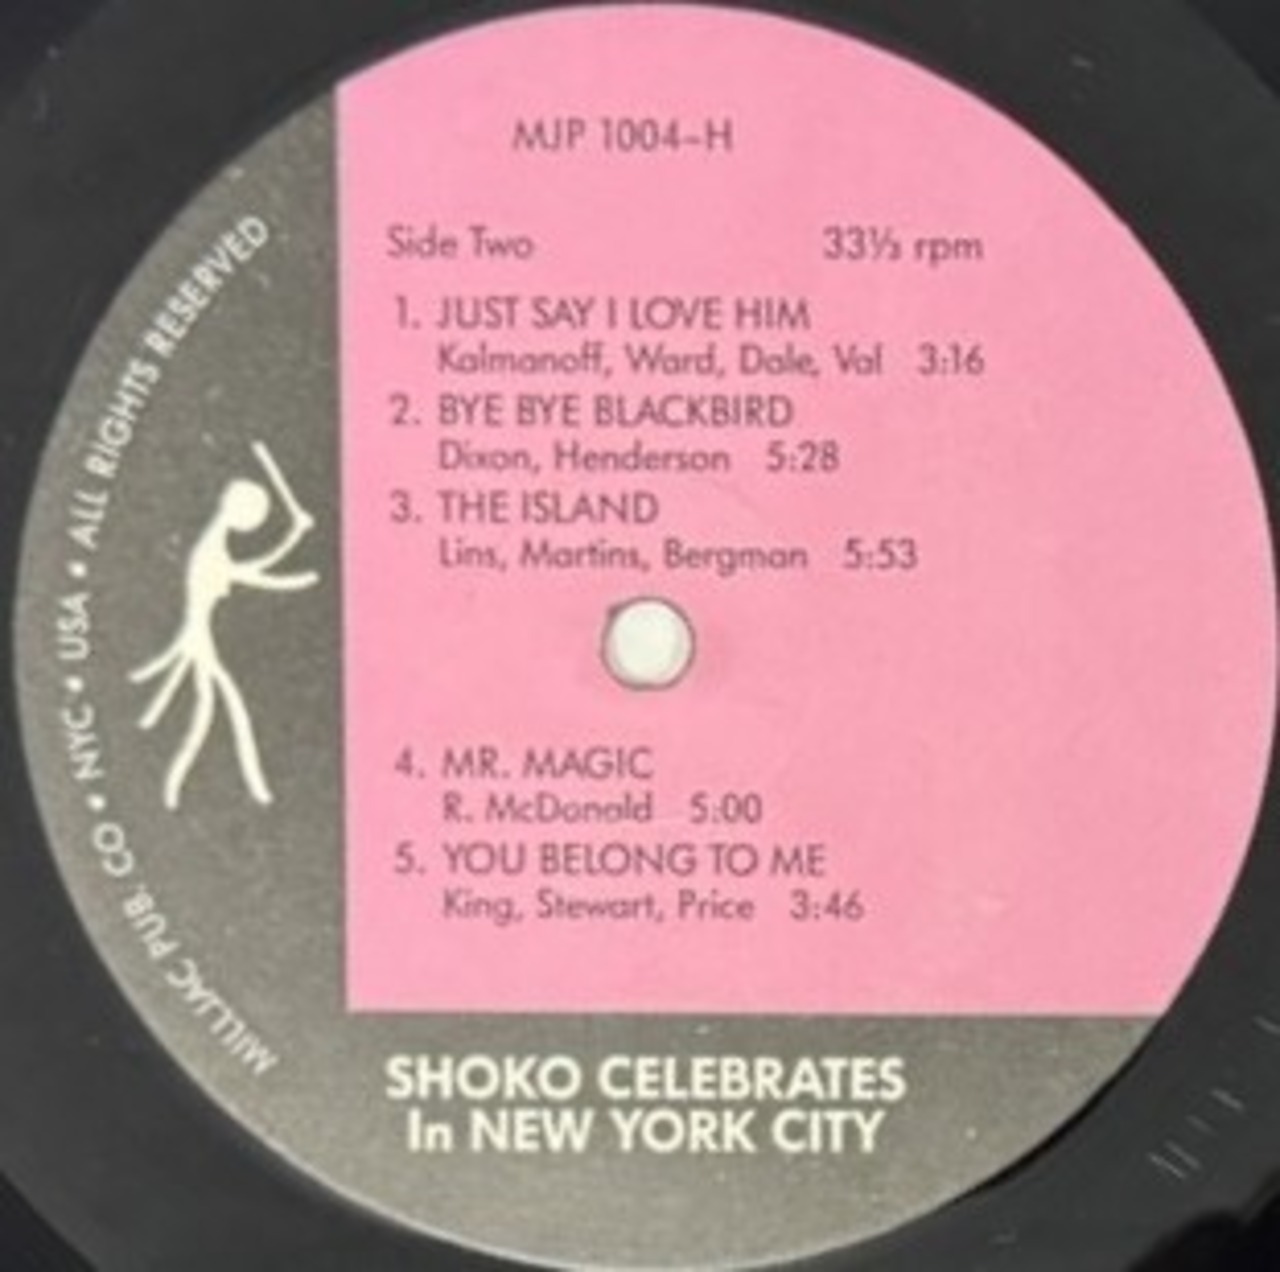 MJP 1004-H
Side Two 33⅓ rpm
1. JUST SAY I LOVE HIM
Kalmanoff, Ward, Dale, Val 3:16
2. BYE BYE BLACKBIRD
Dixon, Henderson 5:28
3. THE ISLAND
Lins, Martins, Bergman 5:53
4. MR. MAGIC
R. McDonald 5:00
5. YOU BELONG TO ME
King, Stewart, Price 3:46
SHOKO CELEBRATES
In NEW YORK CITY
MILLJAC PUB. CO • NYC • USA • ALL RIGHTS RESERVED